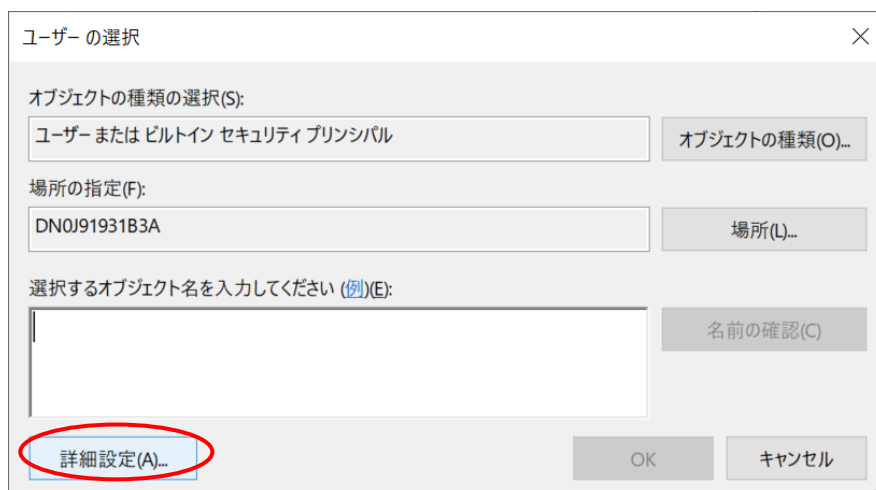 ユーザー の選択
オブジェクトの種類の選択(S):
ユーザー または ビルトイン セキュリティ プリンシパル
オブジェクトの種類(O)...
場所の指定(F):
DN0J91931B3A
場所(L)...
選択するオブジェクト名を入力してください (例)(E):
名前の確認(C)
詳細設定(A)...
OK
キャンセル